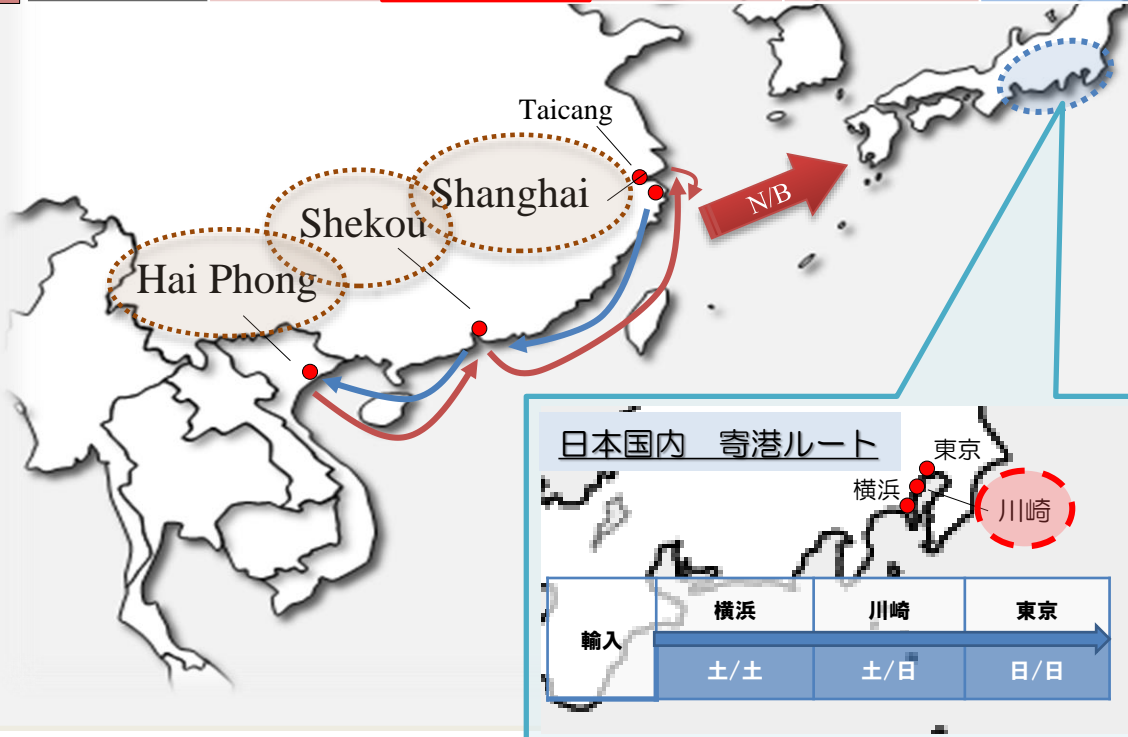 Taicang
Shanghai
Shekou
Hai Phong
N/B
日本国内　寄港ルート
東京
横浜
川崎
輸入
横浜 川崎 東京
土/土 土/日 日/日